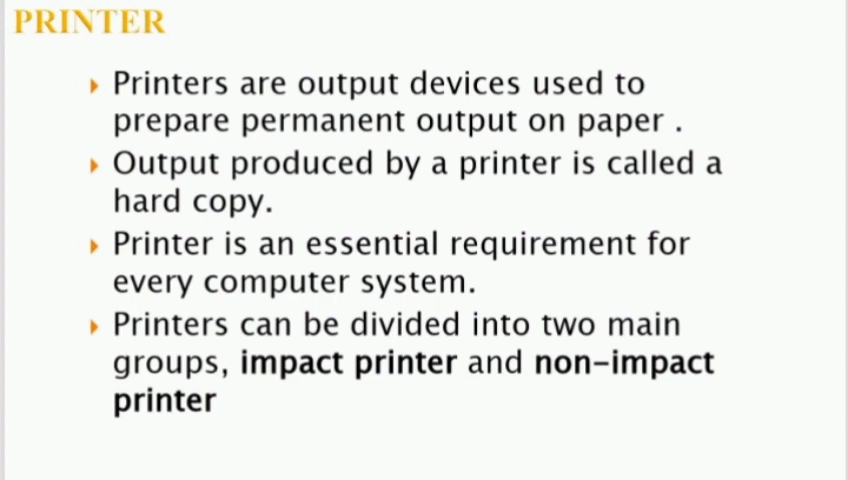 PRINTER
Printers are output devices used to
prepare permanent output on paper .
Output produced by a printer is called a
hard copy.
Printer is an essential requirement for
every computer system.
Printers can be divided into two main
groups, impact printer and non-impact
printer